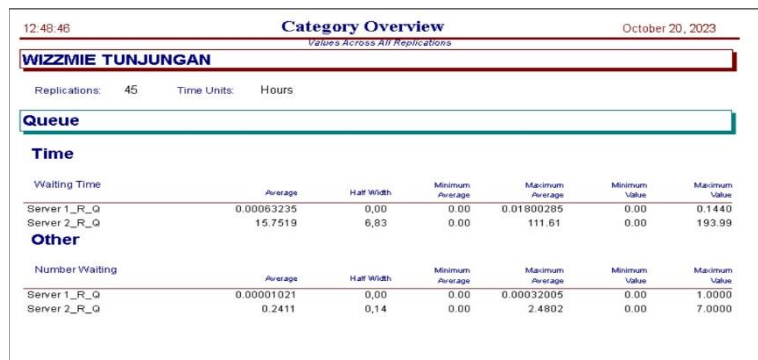 12:48:46 Category Overview October 20, 2023
Values Across All Replications
WIZZMIE TUNJUNGAN
Replications: 45 Time Units: Hours
Queue
Time
Waiting Time Average Half Width Minimum Average Maximum Average Minimum Value Maximum Value
Server 1_R_Q 0.00063235 0,00 0.00 0.01800285 0.00 0.1440
Server 2_R_Q 15.7519 6,83 0.00 111.61 0.00 193.99
Other
Number Waiting Average Half Width Minimum Average Maximum Average Minimum Value Maximum Value
Server 1_R_Q 0.00001021 0,00 0.00 0.00032005 0.00 1.0000
Server 2_R_Q 0.2411 0,14 0.00 2.4802 0.00 7.0000